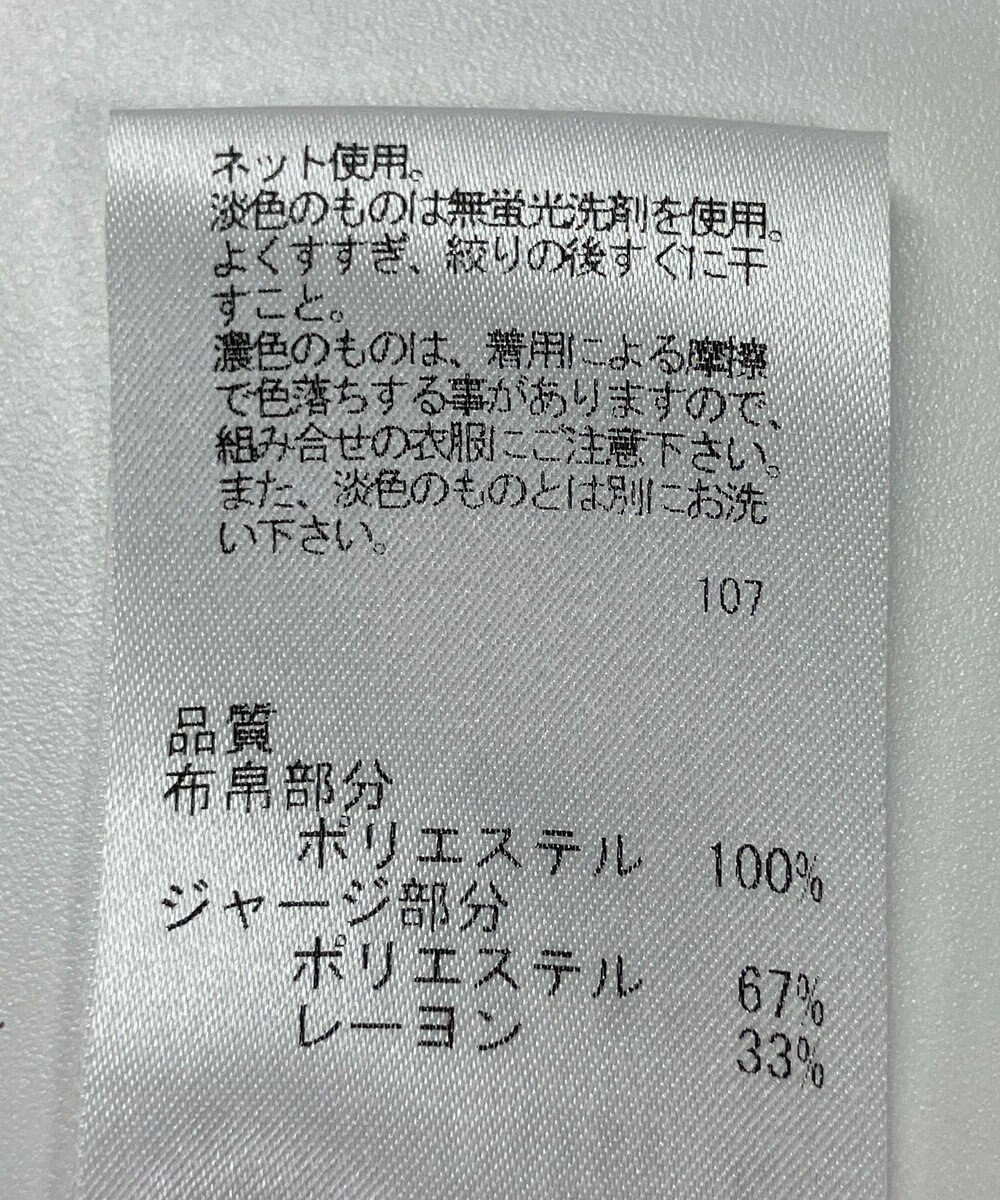 ネット使用。
淡色のものは無蛍光洗剤を使用。
よくすすぎ、絞りの後すぐに干
すこと。
濃色のものは、着用による摩擦
で色落ちする事がありますので、
組み合せの衣服にご注意下さい。
また、淡色のものとは別にお洗
い下さい。
107
品質
布帛部分
ポリエステル 100%
ジャージ部分
ポリエステル 67%
レーヨン 33%